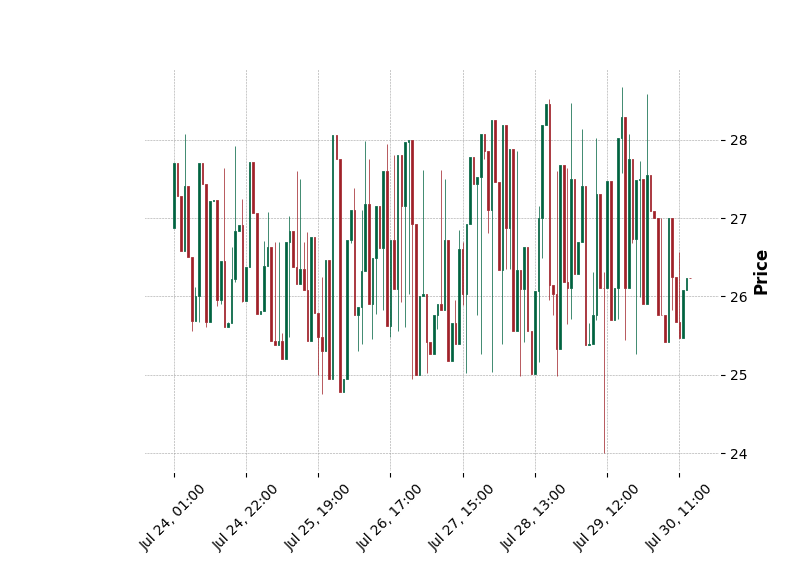 28
27
26
25
24
Price
Jul 24, 01:00
Jul 24, 22:00
Jul 25, 19:00
Jul 26, 17:00
Jul 27, 15:00
Jul 28, 13:00
Jul 29, 12:00
Jul 30, 11:00